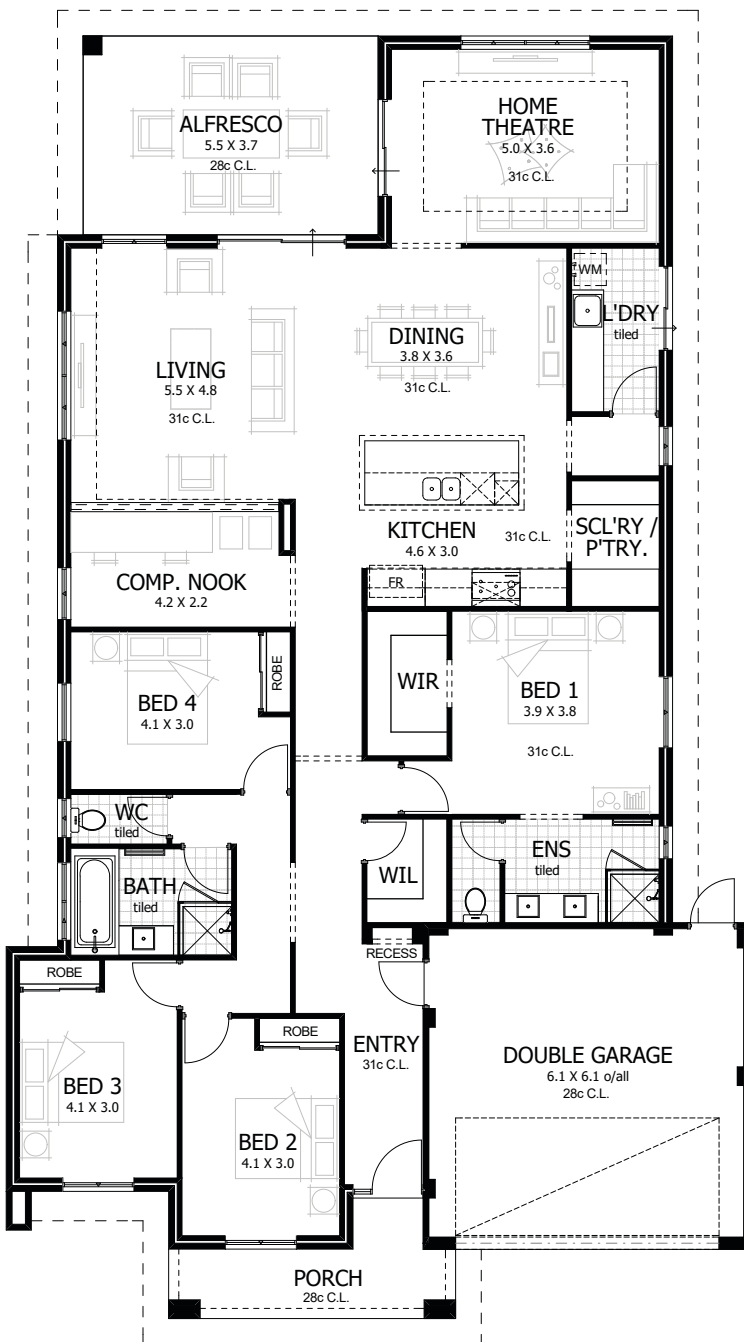 ALFRESCO
5.5 X 3.7
28c C.L.
HOME
THEATRE
5.0 X 3.6
31c C.L.
WM
L'DRY
tiled
LIVING
5.5 X 4.8
31c C.L.
DINING
3.8 X 3.6
31c C.L.
KITCHEN
4.6 X 3.0
31c C.L.
SCL'RY /
P'TRY.
FR
COMP. NOOK
4.2 X 2.2
BED 4
4.1 X 3.0
ROBE
WIR
BED 1
3.9 X 3.8
31c C.L.
WC
tiled
BATH
tiled
WIL
ENS
tiled
RECESS
ROBE
BED 3
4.1 X 3.0
ROBE
BED 2
4.1 X 3.0
ENTRY
31c C.L.
DOUBLE GARAGE
6.1 X 6.1 o/all
28c C.L.
PORCH
28c C.L.